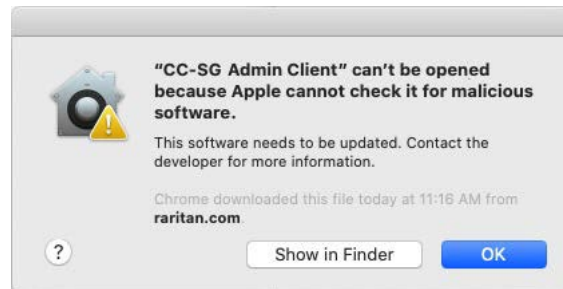 “CC-SG Admin Client” can’t be opened
because Apple cannot check it for malicious
software.
This software needs to be updated. Contact the
developer for more information.
Chrome downloaded this file today at 11:16 AM from
raritan.com.
?
Show in Finder
OK